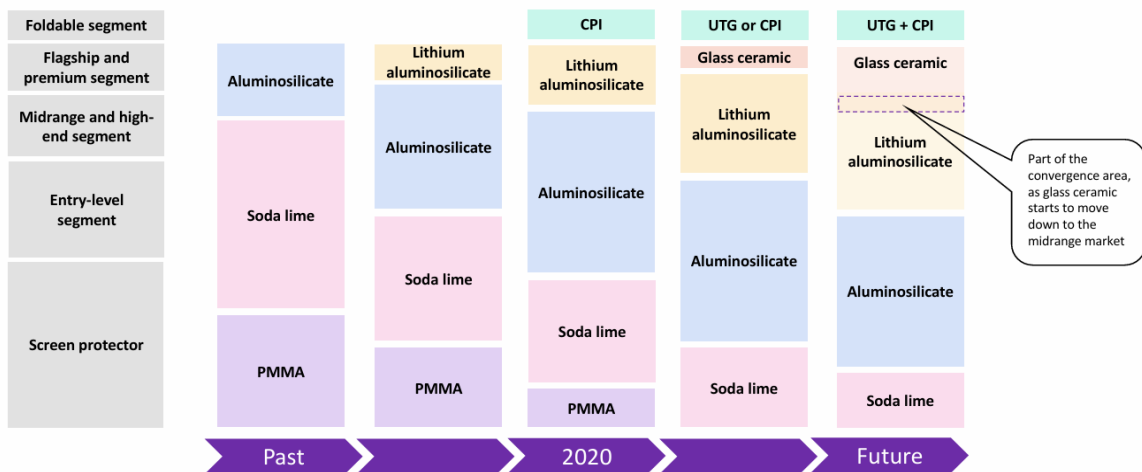 Foldable segment
Flagship and
premium segment
Midrange and high-
end segment
Entry-level
segment
Screen protector
Aluminosilicate
Soda lime
PMMA
Lithium
aluminosilicate
Aluminosilicate
Soda lime
PMMA
CPI
Lithium
aluminosilicate
Aluminosilicate
Soda lime
PMMA
UTG or CPI
Glass ceramic
Lithium
aluminosilicate
Aluminosilicate
Soda lime
UTG + CPI
Glass ceramic
Lithium
aluminosilicate
Aluminosilicate
Soda lime
Part of the
convergence area,
as glass ceramic
starts to move
down to the
midrange market
Past
2020
Future